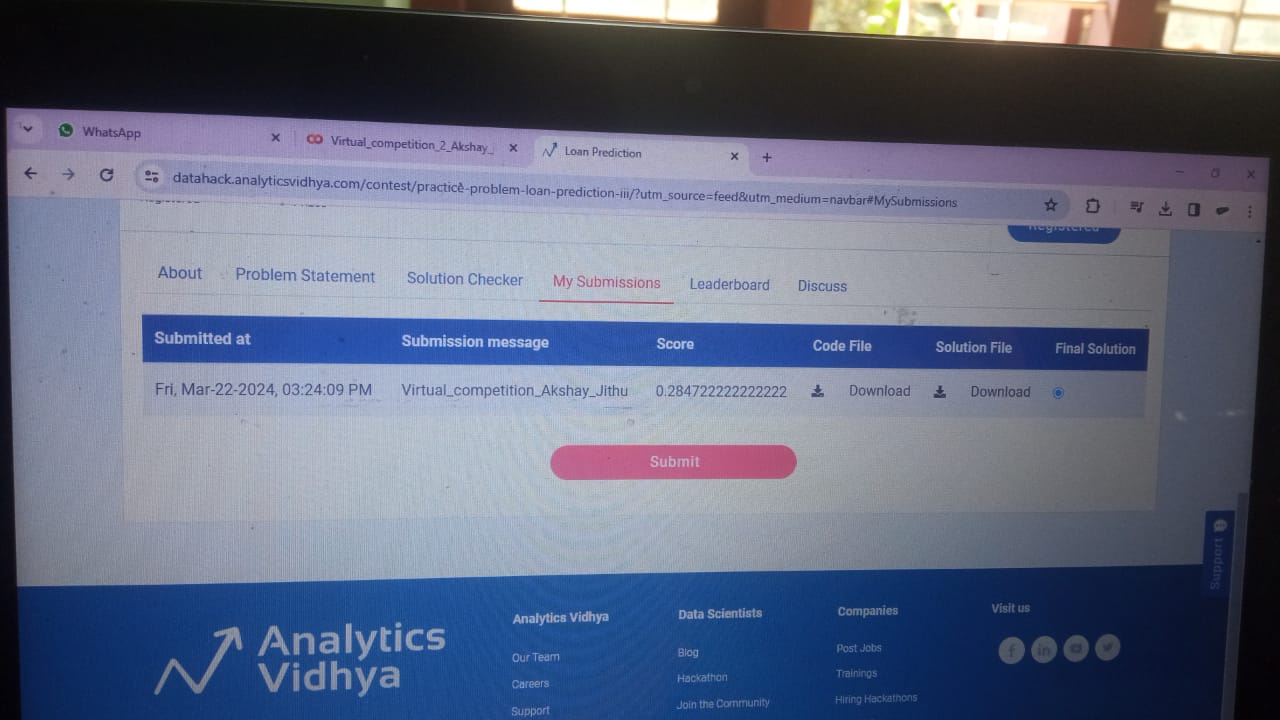 WhatsApp
Virtual_competition_2_Akshay_
Loan Prediction
datahack.analyticsvidhya.com/contest/practice-problem-loan-prediction-iii/?utm_source=feed&utm_medium=navbar#MySubmissions
Registered
About Problem Statement Solution Checker My Submissions Leaderboard Discuss
Submitted at Submission message Score Code File Solution File Final Solution
Fri, Mar-22-2024, 03:24:09 PM Virtual_competition_Akshay_Jithu 0.284722222222222 Download Download
Submit
Support
Analytics Vidhya
Analytics Vidhya Data Scientists Companies Visit us
Our Team Blog Post Jobs
Careers Hackathon Trainings
Support Join the Community Hiring Hackathons